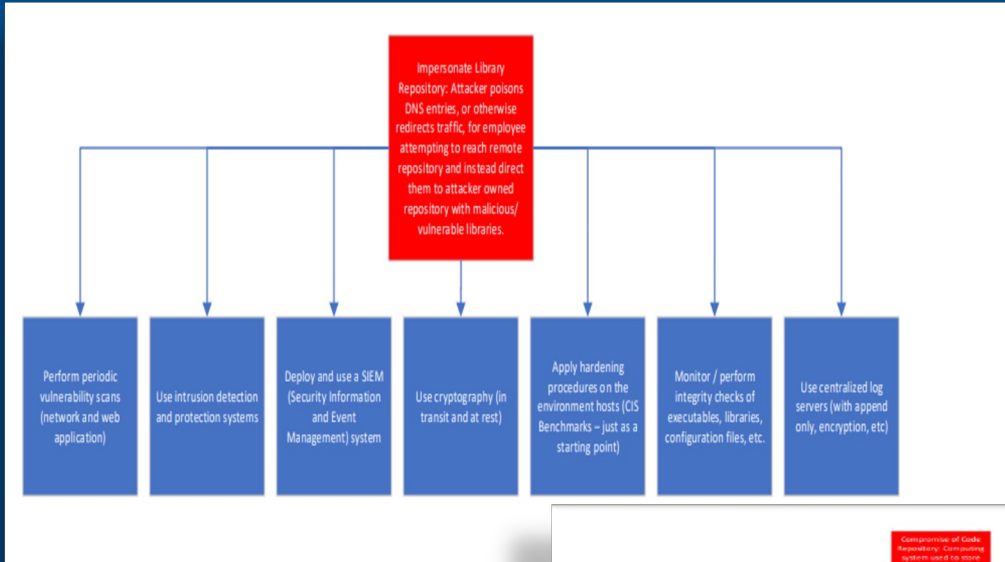 Impersonate Library
Repository: Attacker poisons
DNS entries, or otherwise
redirects traffic, for employee
attempting to reach remote
repository and instead direct
them to attacker owned
repository with malicious/
vulnerable libraries.
Perform periodic
vulnerability scans
(network and web
application)
Use intrusion detection
and protection systems
Deploy and use a SIEM
(Security Information
and Event
Management) system
Use cryptography (in
transit and at rest)
Apply hardening
procedures on the
environment hosts (CIS
Benchmarks – just as a
starting point)
Monitor / perform
integrity checks of
executables, libraries,
configuration files, etc.
Use centralized log
servers (with append
only, encryption, etc)
Compromise of Code
Repository: Computing
system used to store